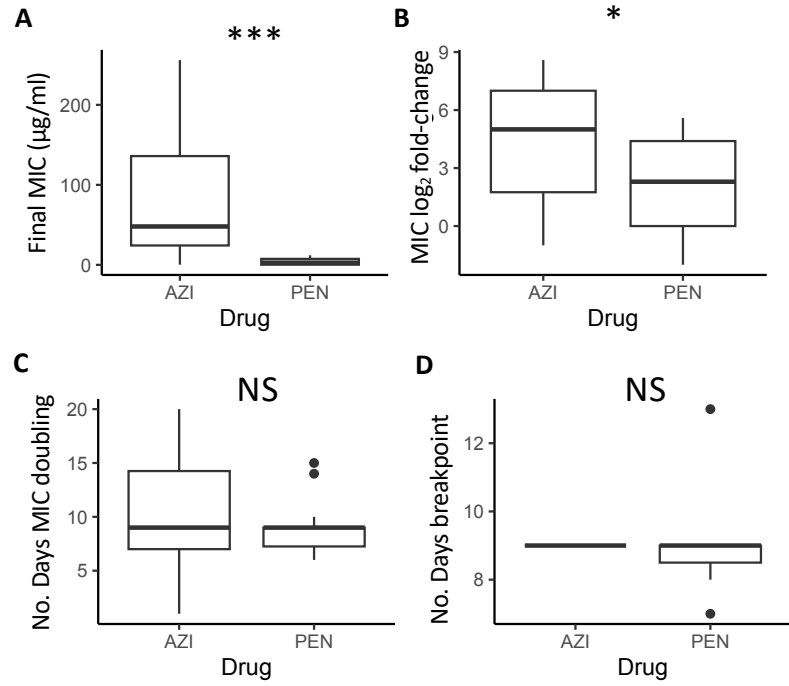 A
***
Final MIC (µg/ml)
200
100
0
AZI
PEN
Drug
B
*
MIC log₂ fold-change
9
6
3
0
AZI
PEN
Drug
C
NS
No. Days MIC doubling
20
15
10
5
AZI
PEN
Drug
D
NS
No. Days breakpoint
12
10
8
AZI
PEN
Drug